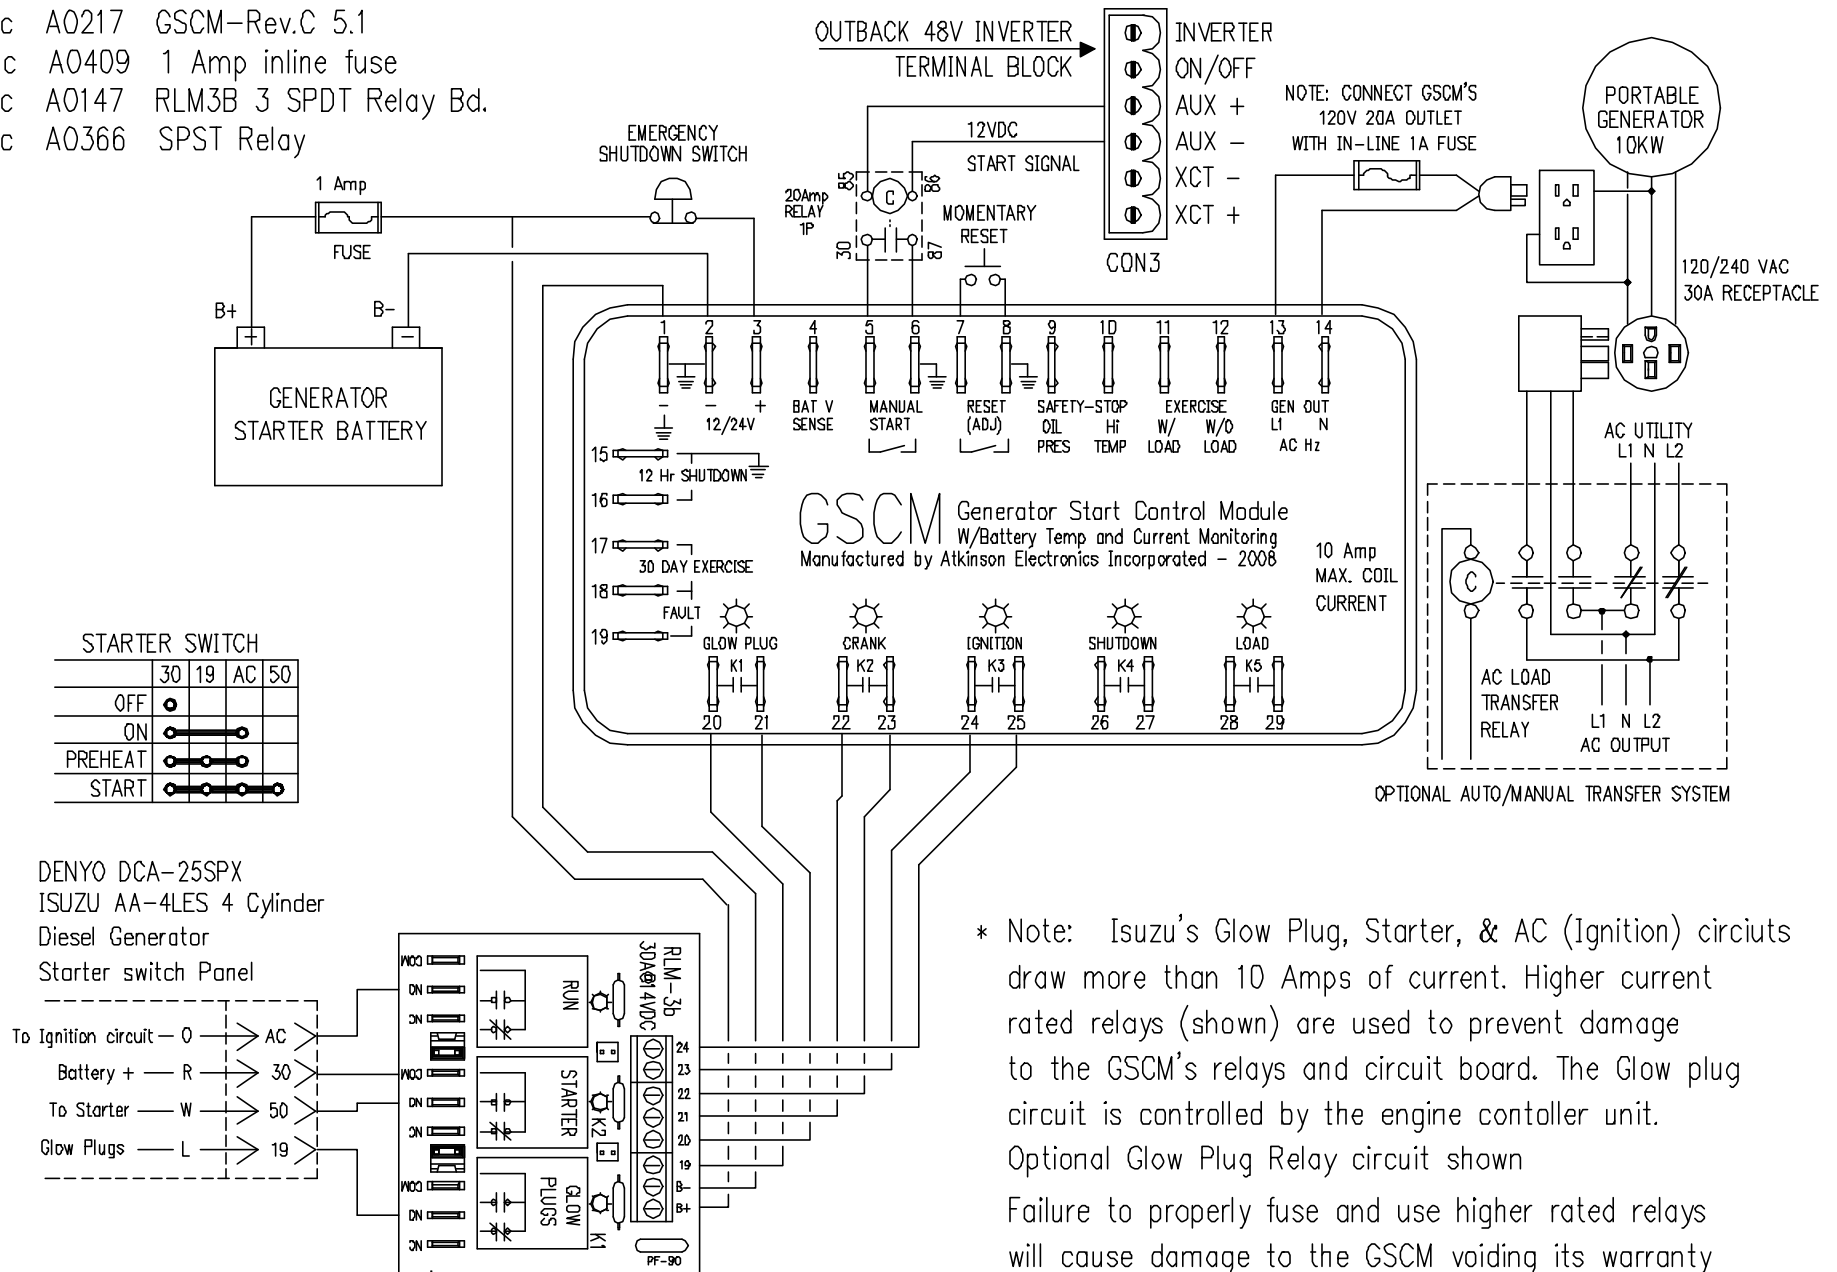 c A0217 GSCM-Rev.C 5.1
c A0409 1 Amp inline fuse
c A0147 RLM3B 3 SPDT Relay Bd.
c A0366 SPST Relay
OUTBACK 48V INVERTER
TERMINAL BLOCK
INVERTER
ON/OFF
AUX +
AUX -
XCT -
XCT +
CON3
12VDC
START SIGNAL
NOTE: CONNECT GSCM'S
120V 20A OUTLET
WITH IN-LINE 1A FUSE
PORTABLE
GENERATOR
10KW
120/240 VAC
30A RECEPTACLE
EMERGENCY
SHUTDOWN SWITCH
1 Amp
FUSE
20Amp
RELAY
1P
85
86
C
30
87
MOMENTARY
RESET
B+
B-
+
-
GENERATOR
STARTER BATTERY
1 2 3 4 5 6 7 8 9 10 11 12 13 14
- - +
12/24V
BAT V
SENSE
MANUAL
START
RESET
(ADJ)
SAFETY-STOP
OIL
PRES
Hi
TEMP
EXERCISE
W/
LOAD
W/O
LOAD
GEN OUT
L1 N
AC Hz
15
12 Hr SHUTDOWN
16
17
30 DAY EXERCISE
18
FAULT
19
GSCM Generator Start Control Module
W/Battery Temp and Current Monitoring
Manufactured by Atkinson Electronics Incorporated - 2008
10 Amp
MAX. COIL
CURRENT
GLOW PLUG
K1
20 21
CRANK
K2
22 23
IGNITION
K3
24 25
SHUTDOWN
K4
26 27
LOAD
K5
28 29
AC UTILITY
L1 N L2
C
AC LOAD
TRANSFER
RELAY
L1 N L2
AC OUTPUT
OPTIONAL AUTO/MANUAL TRANSFER SYSTEM
STARTER SWITCH
30 19 AC 50
OFF
ON
PREHEAT
START
DENYO DCA-25SPX
ISUZU AA-4LES 4 Cylinder
Diesel Generator
Starter switch Panel
To Ignition circuit - O AC
Battery + - R 30
To Starter - W 50
Glow Plugs - L 19
COM
NO
NC
COM
NO
NC
COM
NO
NC
RUN
STARTER
K2
GLOW
PLUGS
K1
RLM-3b
30A@14VDC
24
23
22
21
20
19
B-
B+
PF-90
* Note: Isuzu's Glow Plug, Starter, & AC (Ignition) circiuts
draw more than 10 Amps of current. Higher current
rated relays (shown) are used to prevent damage
to the GSCM's relays and circuit board. The Glow plug
circuit is controlled by the engine contoller unit.
Optional Glow Plug Relay circuit shown
Failure to properly fuse and use higher rated relays
will cause damage to the GSCM voiding its warranty